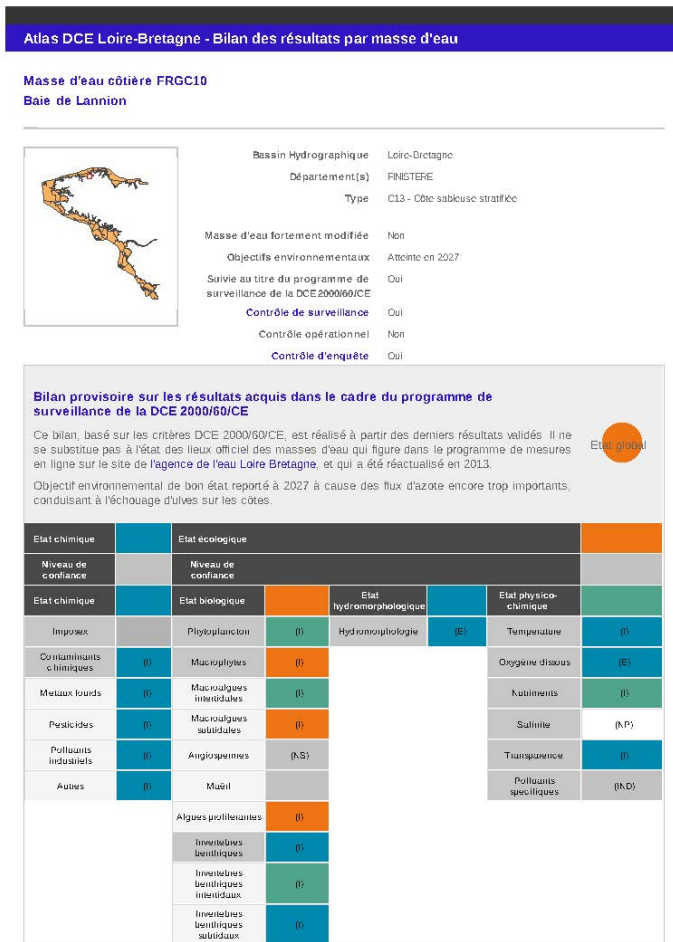 Atlas DCE Loire-Bretagne - Bilan des résultats par masse d'eau
Masse d'eau côtière FRGC10
Baie de Lannion
Bassin Hydrographique Loire-Bretagne
Département(s) FINISTERE
Type C13 - Côte sableuse stratifiée
Masse d'eau fortement modifiée Non
Objectifs environnementaux Atteinte en 2027
Suivie au titre du programme de Oui
surveillance de la DCE2000/60/CE
Contrôle de surveillance Oui
Contrôle opérationnel Non
Contrôle d'enquête Oui
Bilan provisoire sur les résultats acquis dans le cadre du programme de
surveillance de la DCE 2000/60/CE
Ce bilan, basé sur les critères DCE 2000/60/CE, est réalisé à partir des derniers résultats validés Il ne
se substitue pas à l'état des lieux officiel des masses d'eau qui figure dans le programme de mesures
en ligne sur le site de l'agence de l'eau Loire Bretagne, et qui a été réactualisé en 2013.
Etat global
Objectif environnemental de bon état reporté à 2027 à cause des flux d'azote encore trop importants,
conduisant à l'échouage d'ulves sur les côtes.
Etat chimique Etat écologique
Niveau de Niveau de
confiance confiance
Etat chimique Etat biologique Etat Etat physico-
hydromorphologique chimique
Imposex Phytoplancton (I) Hydromorphologie (E) Temperature (I)
Contaminants (I) Macrophytes (I) Oxygène dissous (E)
chimiques
Metaux lourds (I) Macroalgues (I) Nutriments (I)
intertidales
Pesticides (I) Macroalgues (I) Salinite (NP)
subtidales
Polluants (I) Angiospermes (NS) Transparence (I)
industriels
Autres (I) Maërl Polluants (IND)
specifiques
Algues proliferantes (I)
Invertebres (I)
benthiques
Invertebres
benthiques (I)
intertidaux
Invertebres
benthiques (I)
subtidaux